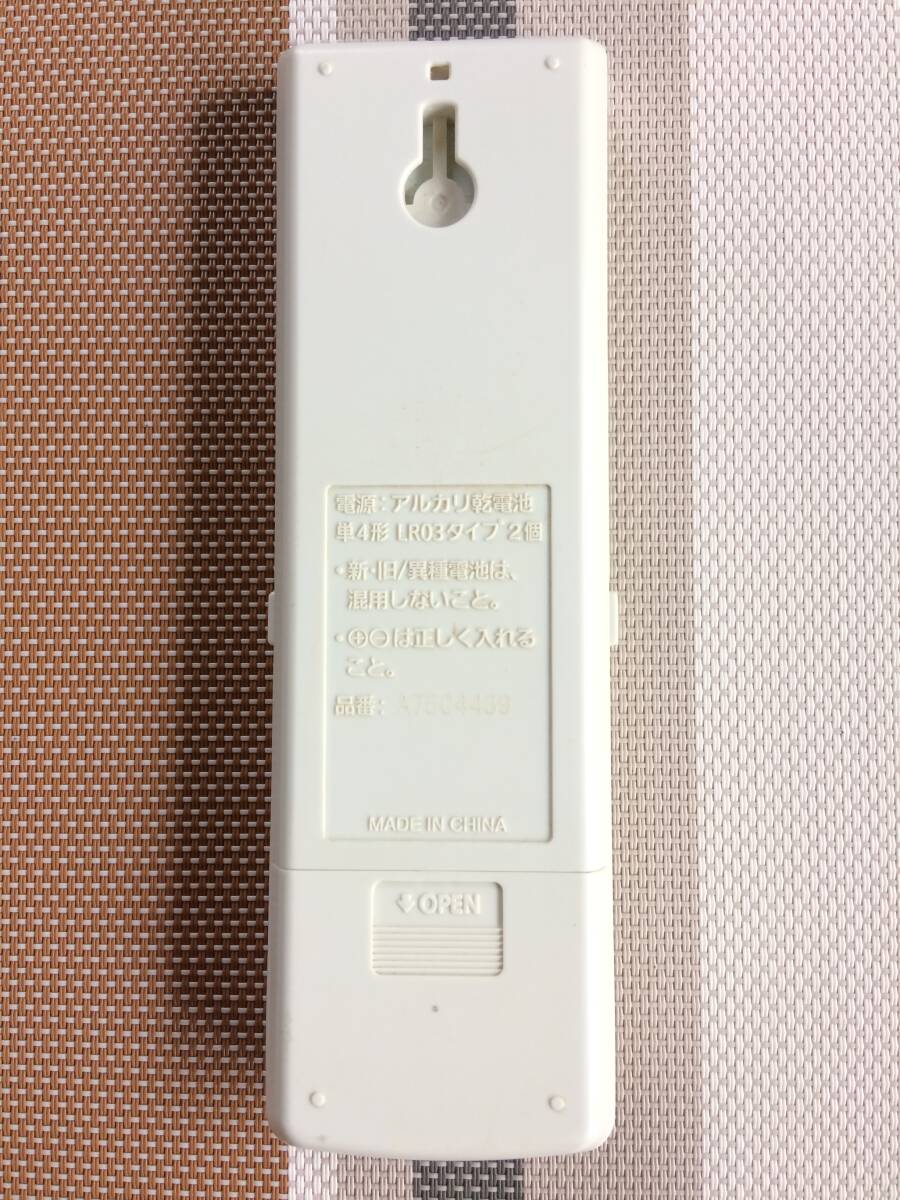 電源：アルカリ乾電池
単4形 LR03タイプ 2個
・新・旧/異種電池は、
混用しないこと。
・⊕⊖は正しく入れる
こと。
品番： A75C4439
MADE IN CHINA
OPEN